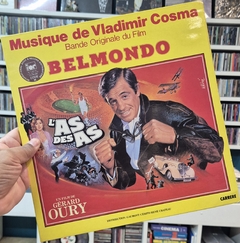 Musique de Vladimir Cosma
Bande Originale du Film
BELMONDO
L'AS
DES
AS
UN FILM DE
GÉRARD
OURY
CARRERE